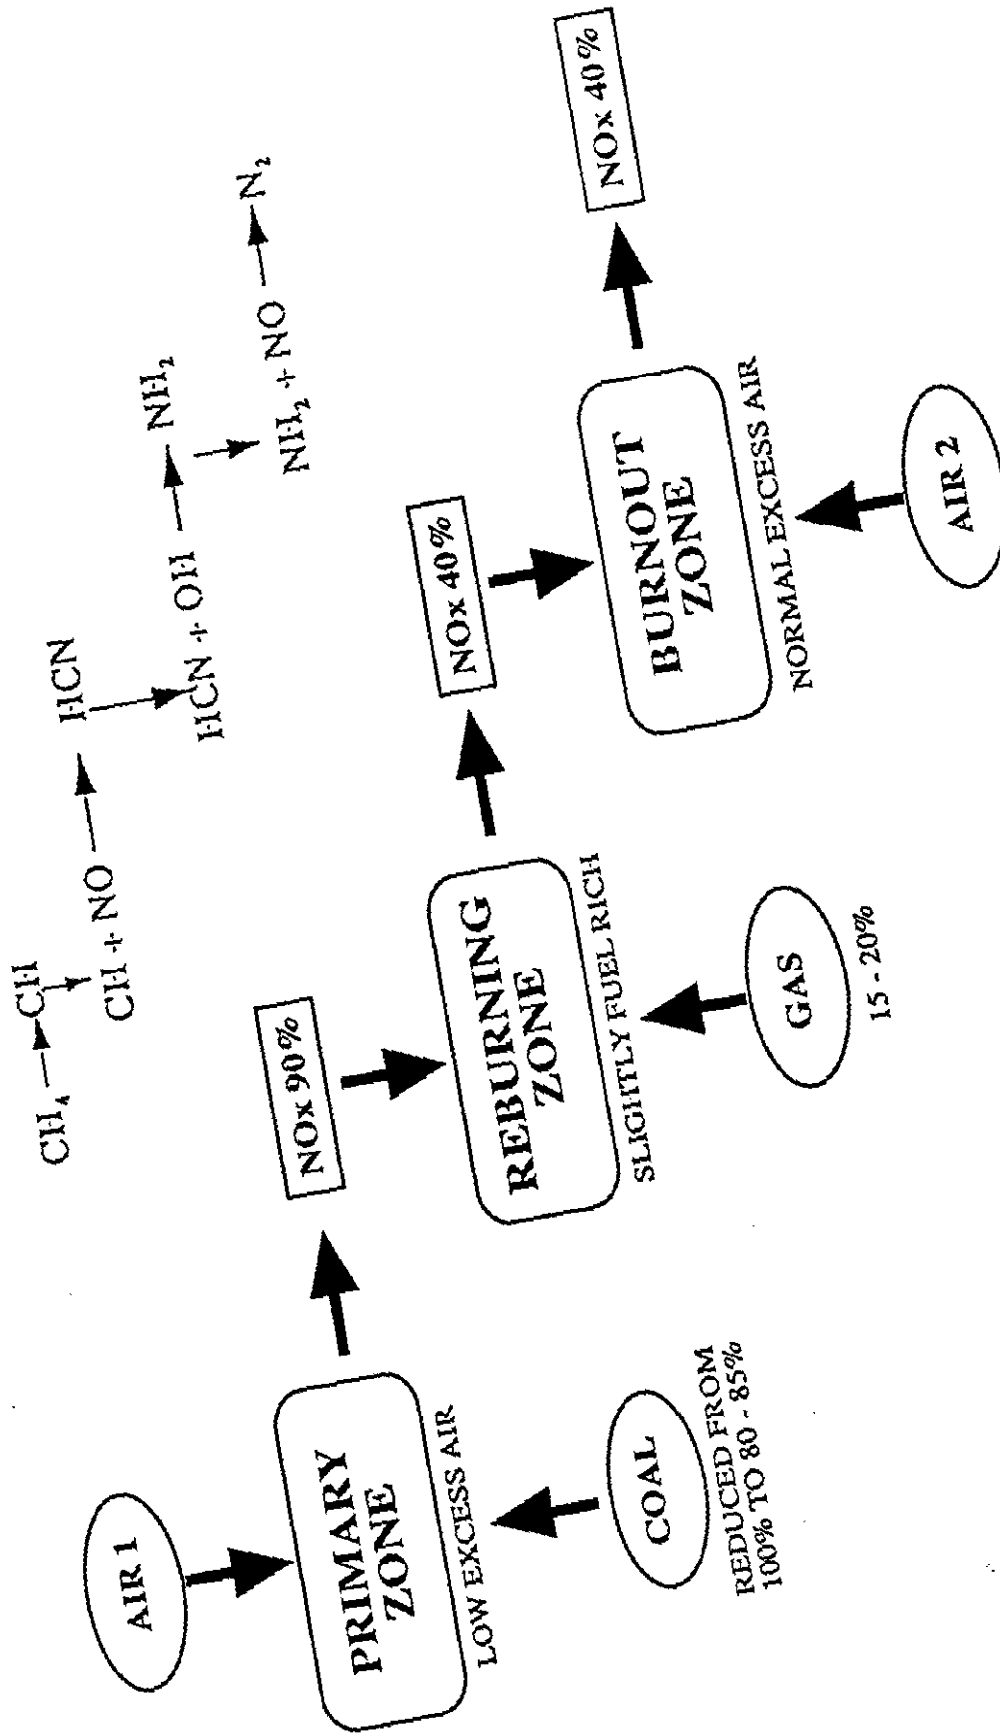 CH₄ → CH
CH + NO → HCN
HCN + OH → NH₂
NH₂ + NO → N₂
AIR 1
PRIMARY
ZONE
LOW EXCESS AIR
COAL
REDUCED FROM
100% TO 80 - 85%
NOx 90%
REBURNING
ZONE
SLIGHTLY FUEL RICH
GAS
15 - 20%
NOx 40%
BURNOUT
ZONE
NORMAL EXCESS AIR
AIR 2
NOx 40%